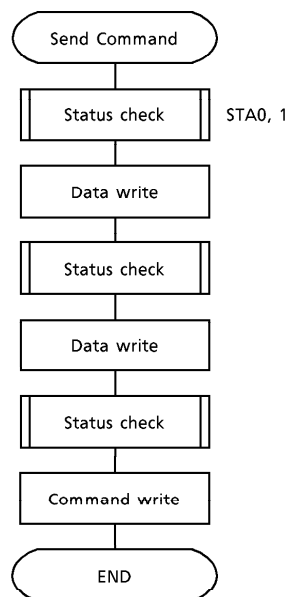 Send Command
Status check STA0, 1
Data write
Status check
Data write
Status check
Command write
END